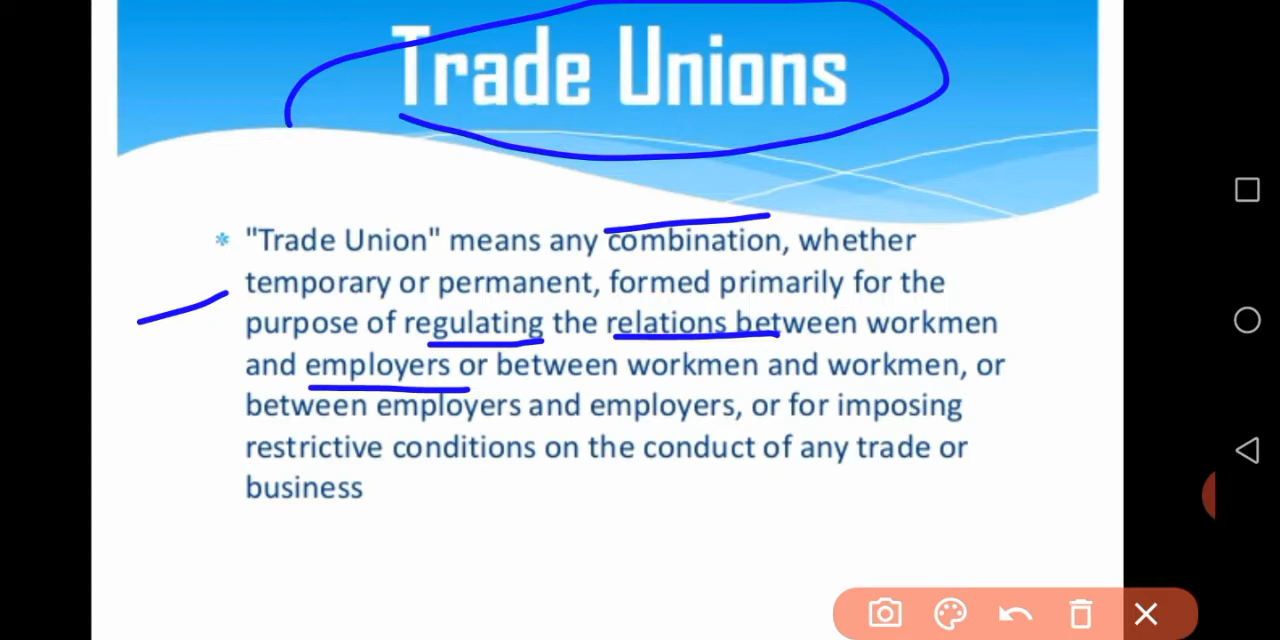 Trade Unions
* "Trade Union" means any combination, whether
temporary or permanent, formed primarily for the
purpose of regulating the relations between workmen
and employers or between workmen and workmen, or
between employers and employers, or for imposing
restrictive conditions on the conduct of any trade or
business